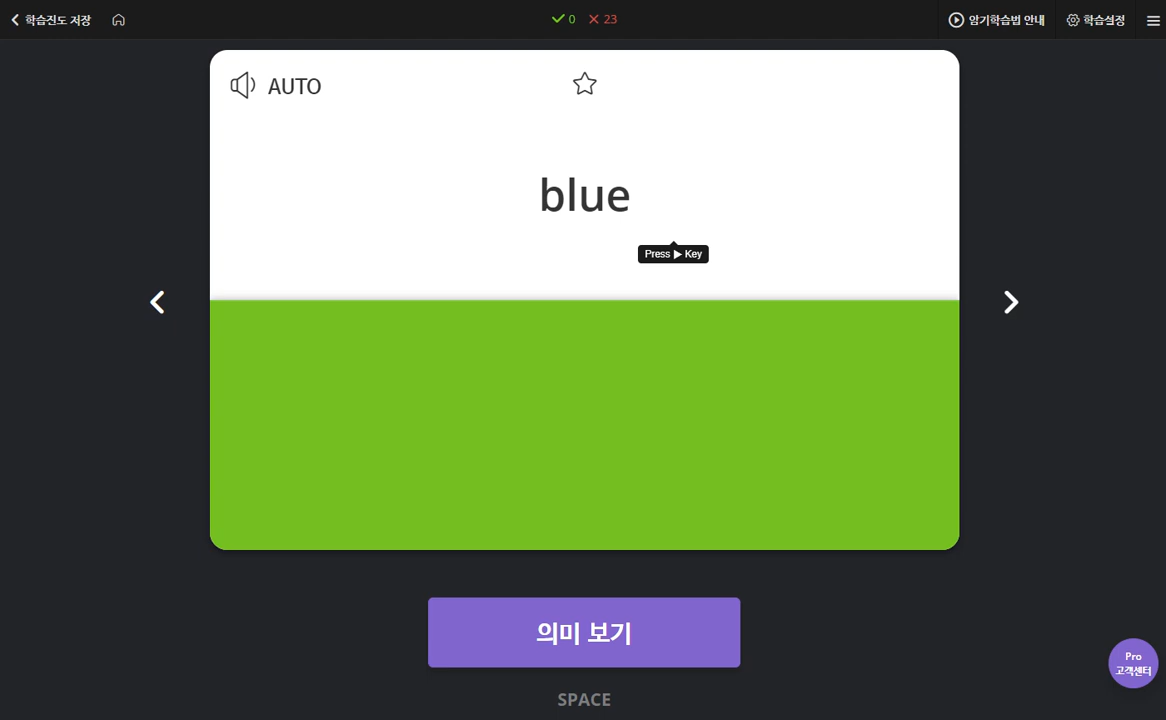 학습진도 저장
0 23
암기학습법 안내
학습설정
AUTO
blue
Press ▶ Key
의미 보기
SPACE
Pro
고객센터